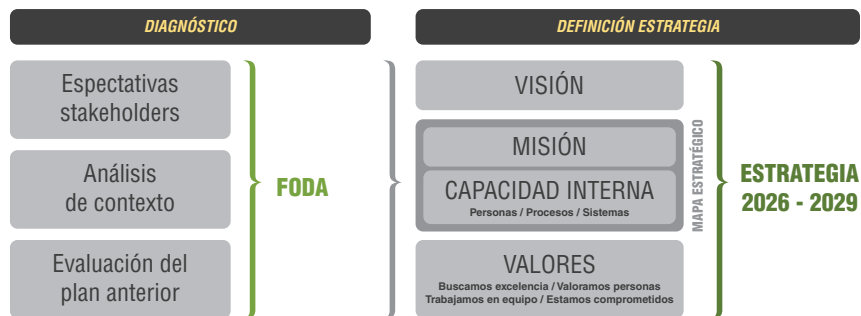 DIAGNÓSTICO
Espectativas
stakeholders
Análisis
de contexto
Evaluación del
plan anterior
FODA
DEFINICIÓN ESTRATEGIA
VISIÓN
MISIÓN
CAPACIDAD INTERNA
Personas / Procesos / Sistemas
VALORES
Buscamos excelencia / Valoramos personas
Trabajamos en equipo / Estamos comprometidos
MAPA ESTRATÉGICO
ESTRATEGIA
2026 - 2029